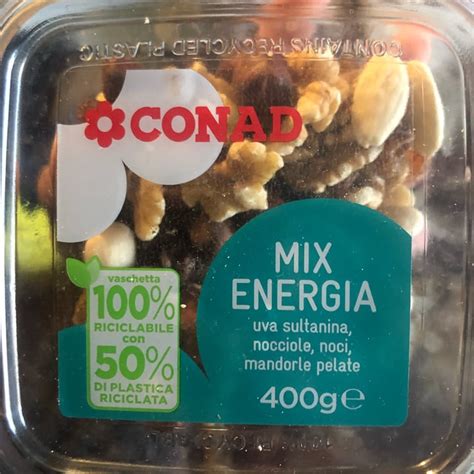 CONTAINS RECYCLED PLASTIC
CONAD
MIX
ENERGIA
uva sultanina,
nocciole, noci,
mandorle pelate
400g e
vaschetta
100%
RICICLABILE
con
50%
DI PLASTICA
RICICLATA